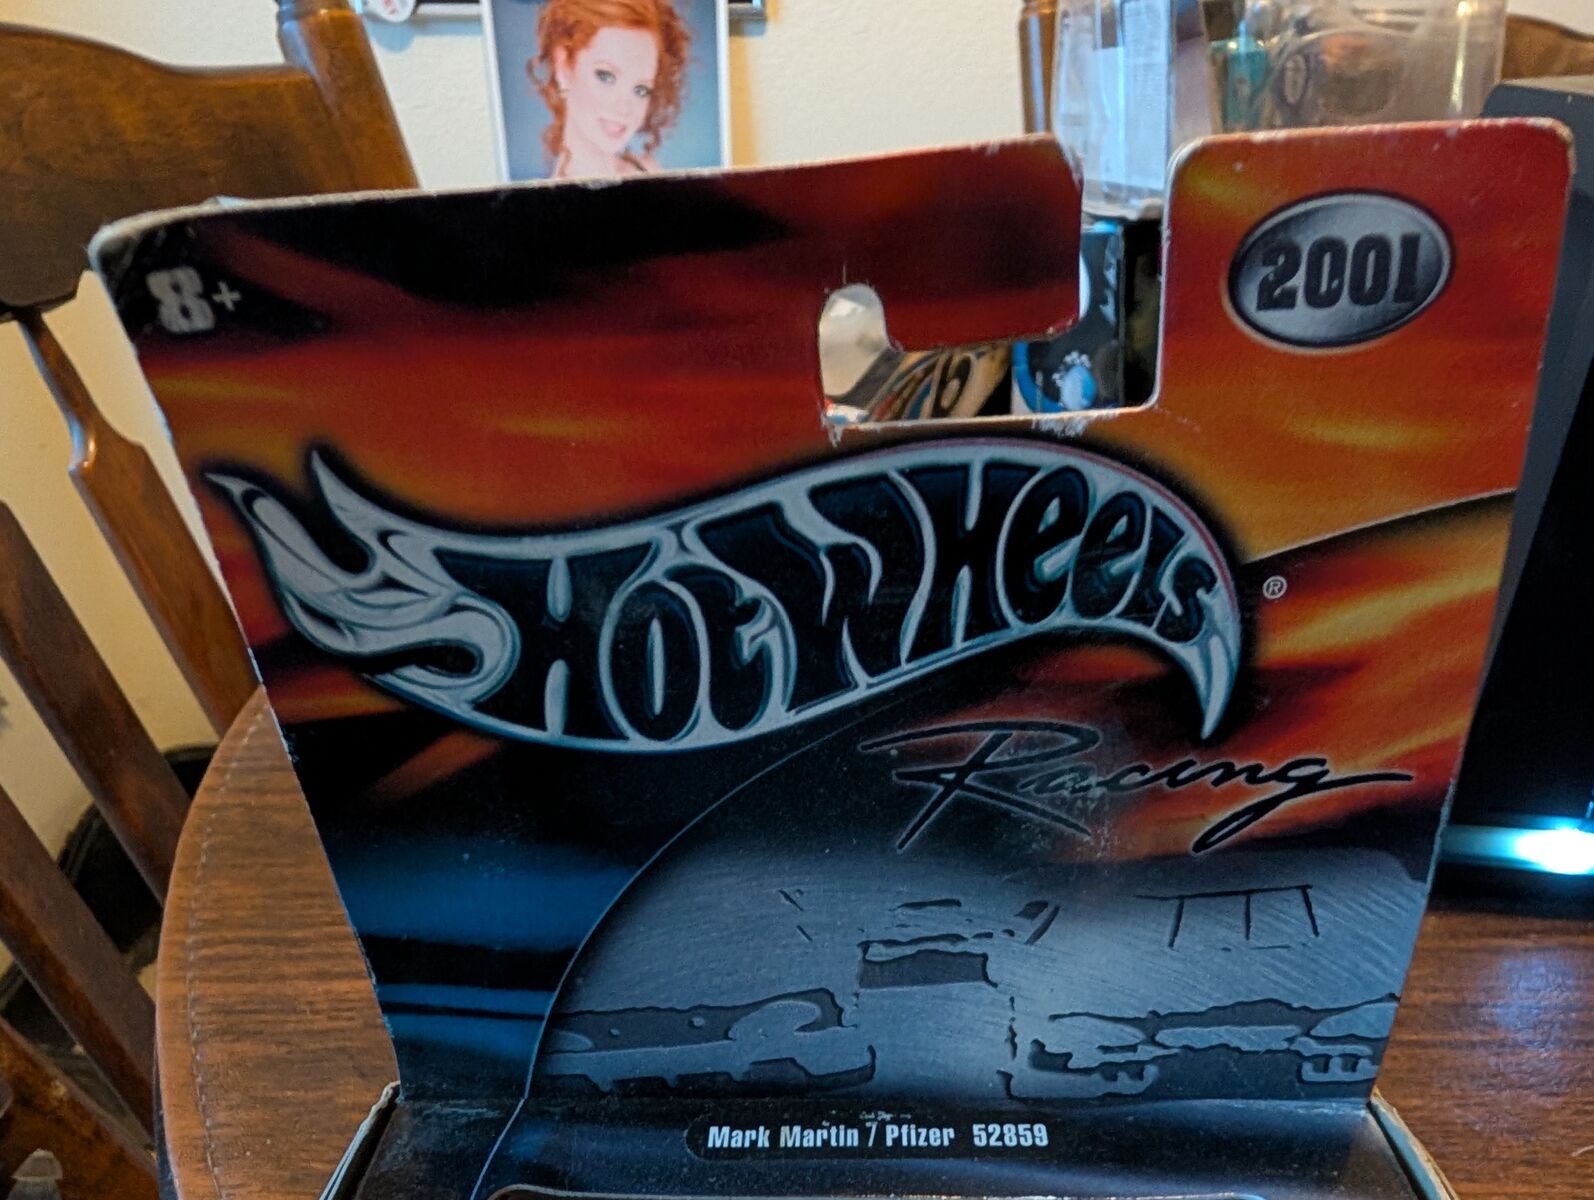 8+
2001
HOT WHEELS ®
Racing
Mark Martin / Pfizer 52859